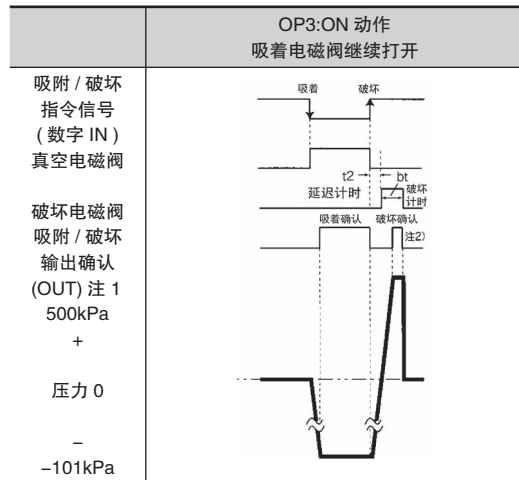 OP3:ON 动作
吸着电磁阀继续打开
吸附 / 破坏
指令信号
( 数字 IN )
真空电磁阀
破坏电磁阀
吸附 / 破坏
输出确认
(OUT) 注 1
500kPa
+
压力 0
–
–101kPa
吸着
破坏
t2
bt
延迟计时
破坏
计时
吸着确认
破坏确认
注2)